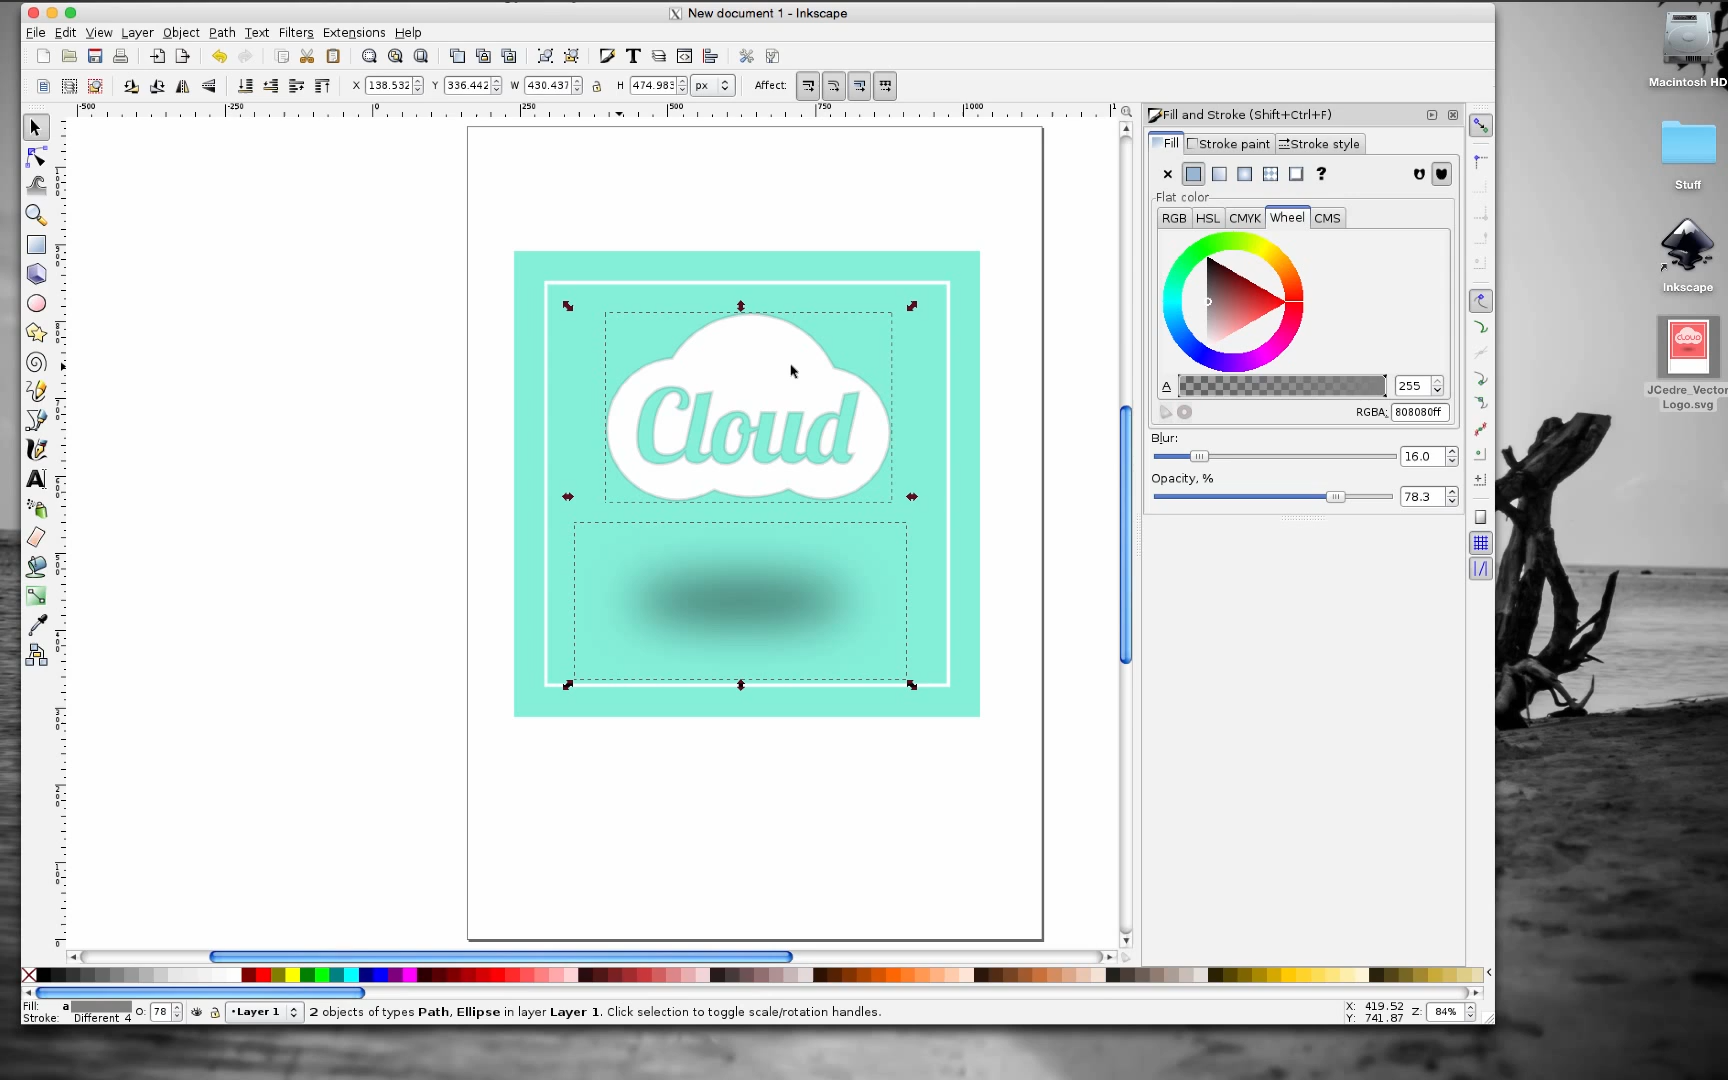 New document 1 - Inkscape
File Edit View Layer Object Path Text Filters Extensions Help
X 138.532 Y 336.442 W 430.437 H 474.983 px Affect:
-500 -250 0 250 500 750 1000 1
Fill and Stroke (Shift+Ctrl+F)
Fill Stroke paint Stroke style
Flat color
RGB HSL CMYK Wheel CMS
A 255
RGBA: 808080ff
Blur:
16.0
Opacity, %
78.3
Cloud
Fill: a O: 78 Layer 1 2 objects of types Path, Ellipse in layer Layer 1. Click selection to toggle scale/rotation handles.
Stroke: Different 4
X: 419.52
Y: 741.87
Z: 84%
Macintosh HD
Stuff
Inkscape
CLOUD
JCedre_Vector
Logo.svg